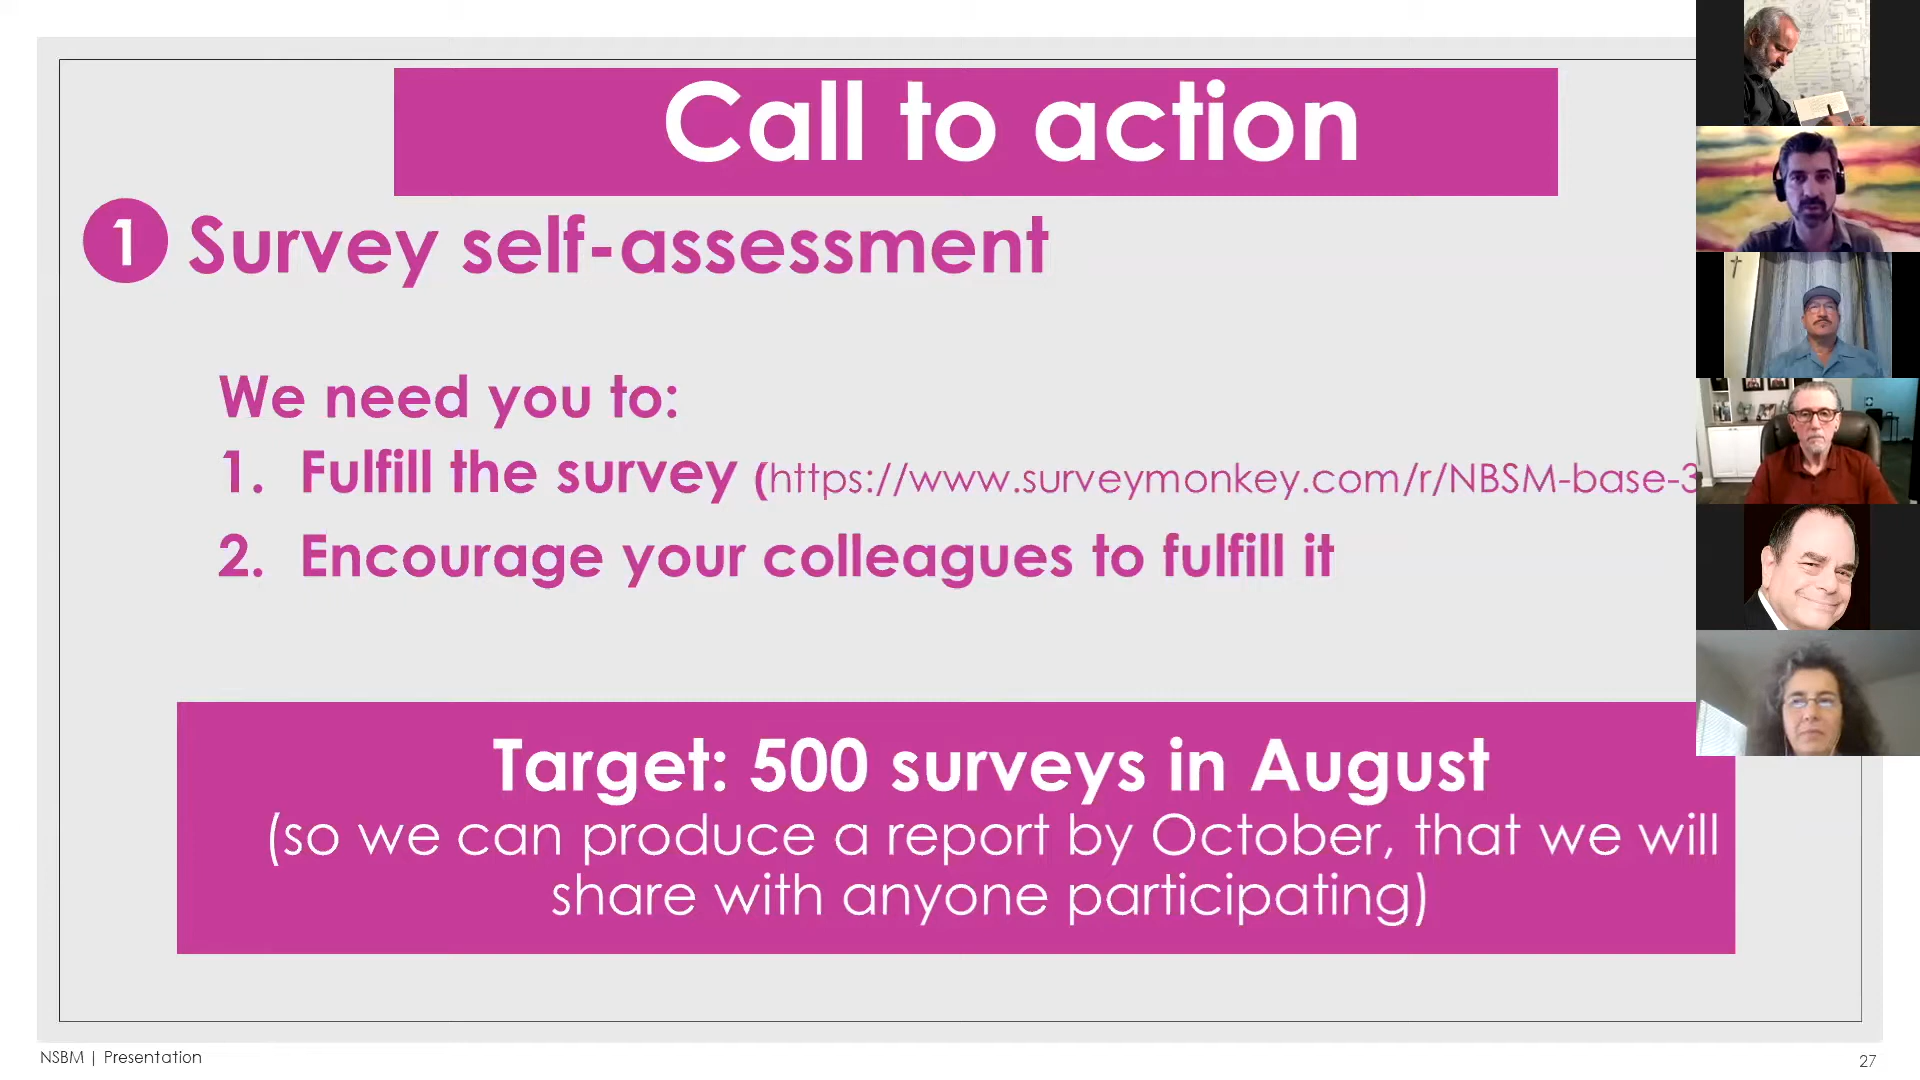 Call to action
1 Survey self-assessment
We need you to:
1. Fulfill the survey (https://www.surveymonkey.com/r/NBSM-base-3
2. Encourage your colleagues to fulfill it
Target: 500 surveys in August
(so we can produce a report by October, that we will
share with anyone participating)
NSBM | Presentation
27